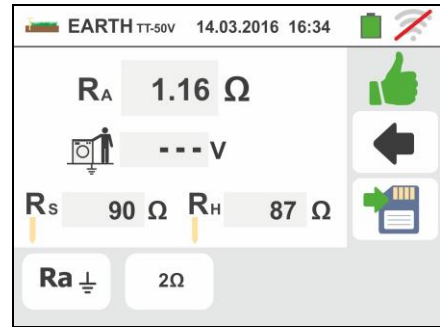 EARTH TT-50V 14.03.2016 16:34
RA 1.16 Ω
- - - V
RS 90 Ω RH 87 Ω
Ra 2Ω